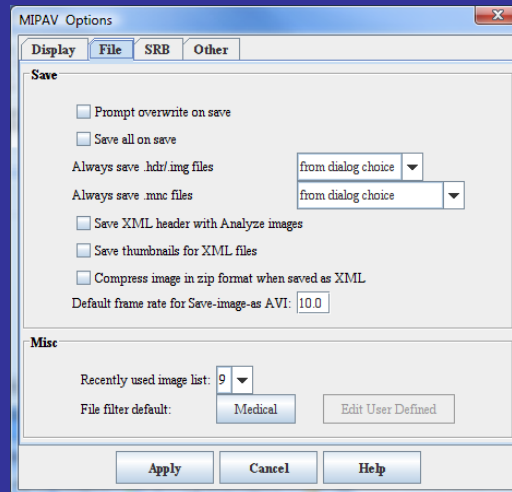 MIPAV Options
Display File SRB Other
Save
Prompt overwrite on save
Save all on save
Always save .hdr/.img files from dialog choice
Always save .mnc files from dialog choice
Save XML header with Analyze images
Save thumbnails for XML files
Compress image in zip format when saved as XML
Default frame rate for Save-image-as AVI: 10.0
Misc
Recently used image list: 9
File filter default: Medical Edit User Defined
Apply Cancel Help